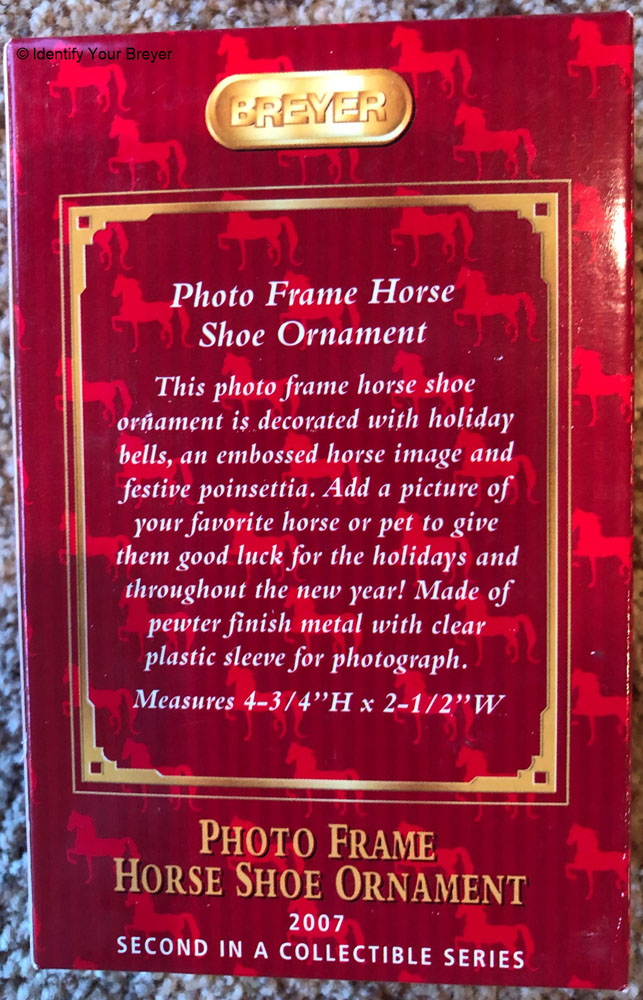 © Identify Your Breyer
BREYER
Photo Frame Horse
Shoe Ornament
This photo frame horse shoe
ornament is decorated with holiday
bells, an embossed horse image and
festive poinsettia. Add a picture of
your favorite horse or pet to give
them good luck for the holidays and
throughout the new year! Made of
pewter finish metal with clear
plastic sleeve for photograph.
Measures 4-3/4”H x 2-1/2”W
PHOTO FRAME
HORSE SHOE ORNAMENT
2007
SECOND IN A COLLECTIBLE SERIES